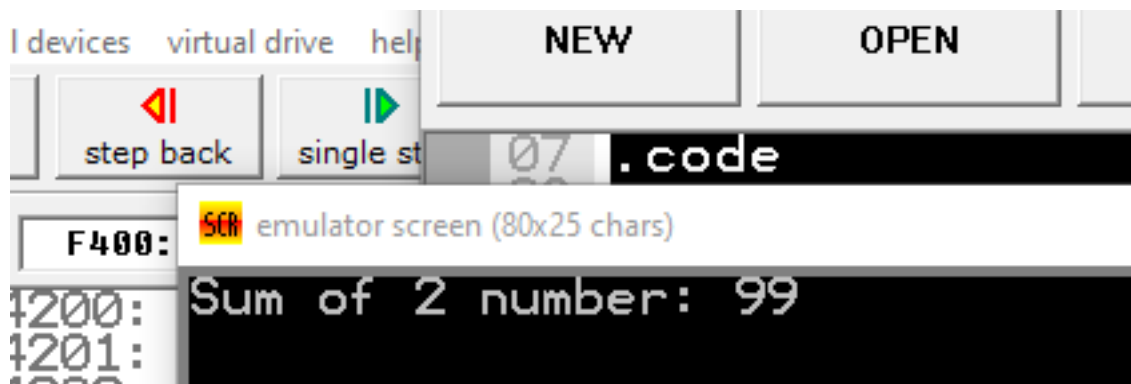 l devices virtual drive help
NEW OPEN
step back single st
07 .code
SCR emulator screen (80x25 chars)
F400:
Sum of 2 number: 99
4200:
4201: